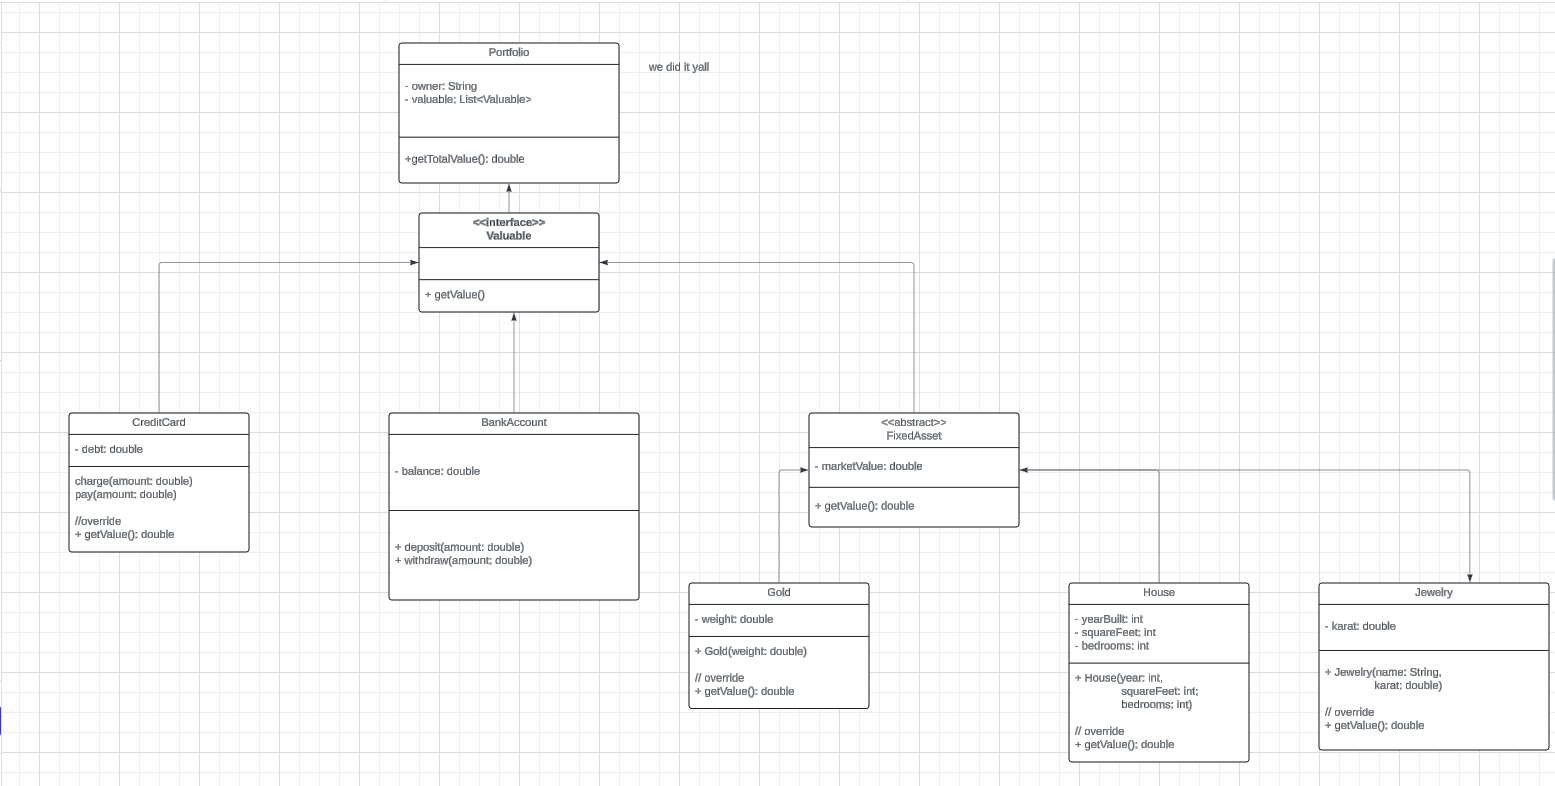 Portfolio
we did it yall
- owner: String
- valuable: List<Valuable>
+getTotalValue(): double
<<interface>>
Valuable
+ getValue()
CreditCard
- debt: double
charge(amount: double)
pay(amount: double)
//override
+ getValue(): double
BankAccount
- balance: double
+ deposit(amount: double)
+ withdraw(amount: double)
<<abstract>>
FixedAsset
- marketValue: double
+ getValue(): double
Gold
- weight: double
+ Gold(weight: double)
// override
+ getValue(): double
House
- yearBuilt: int
- squareFeet: int
- bedrooms: int
+ House(year: int,
squareFeet: int;
bedrooms: int)
// override
+ getValue(): double
Jewelry
- karat: double
+ Jewelry(name: String,
karat: double)
// override
+ getValue(): double